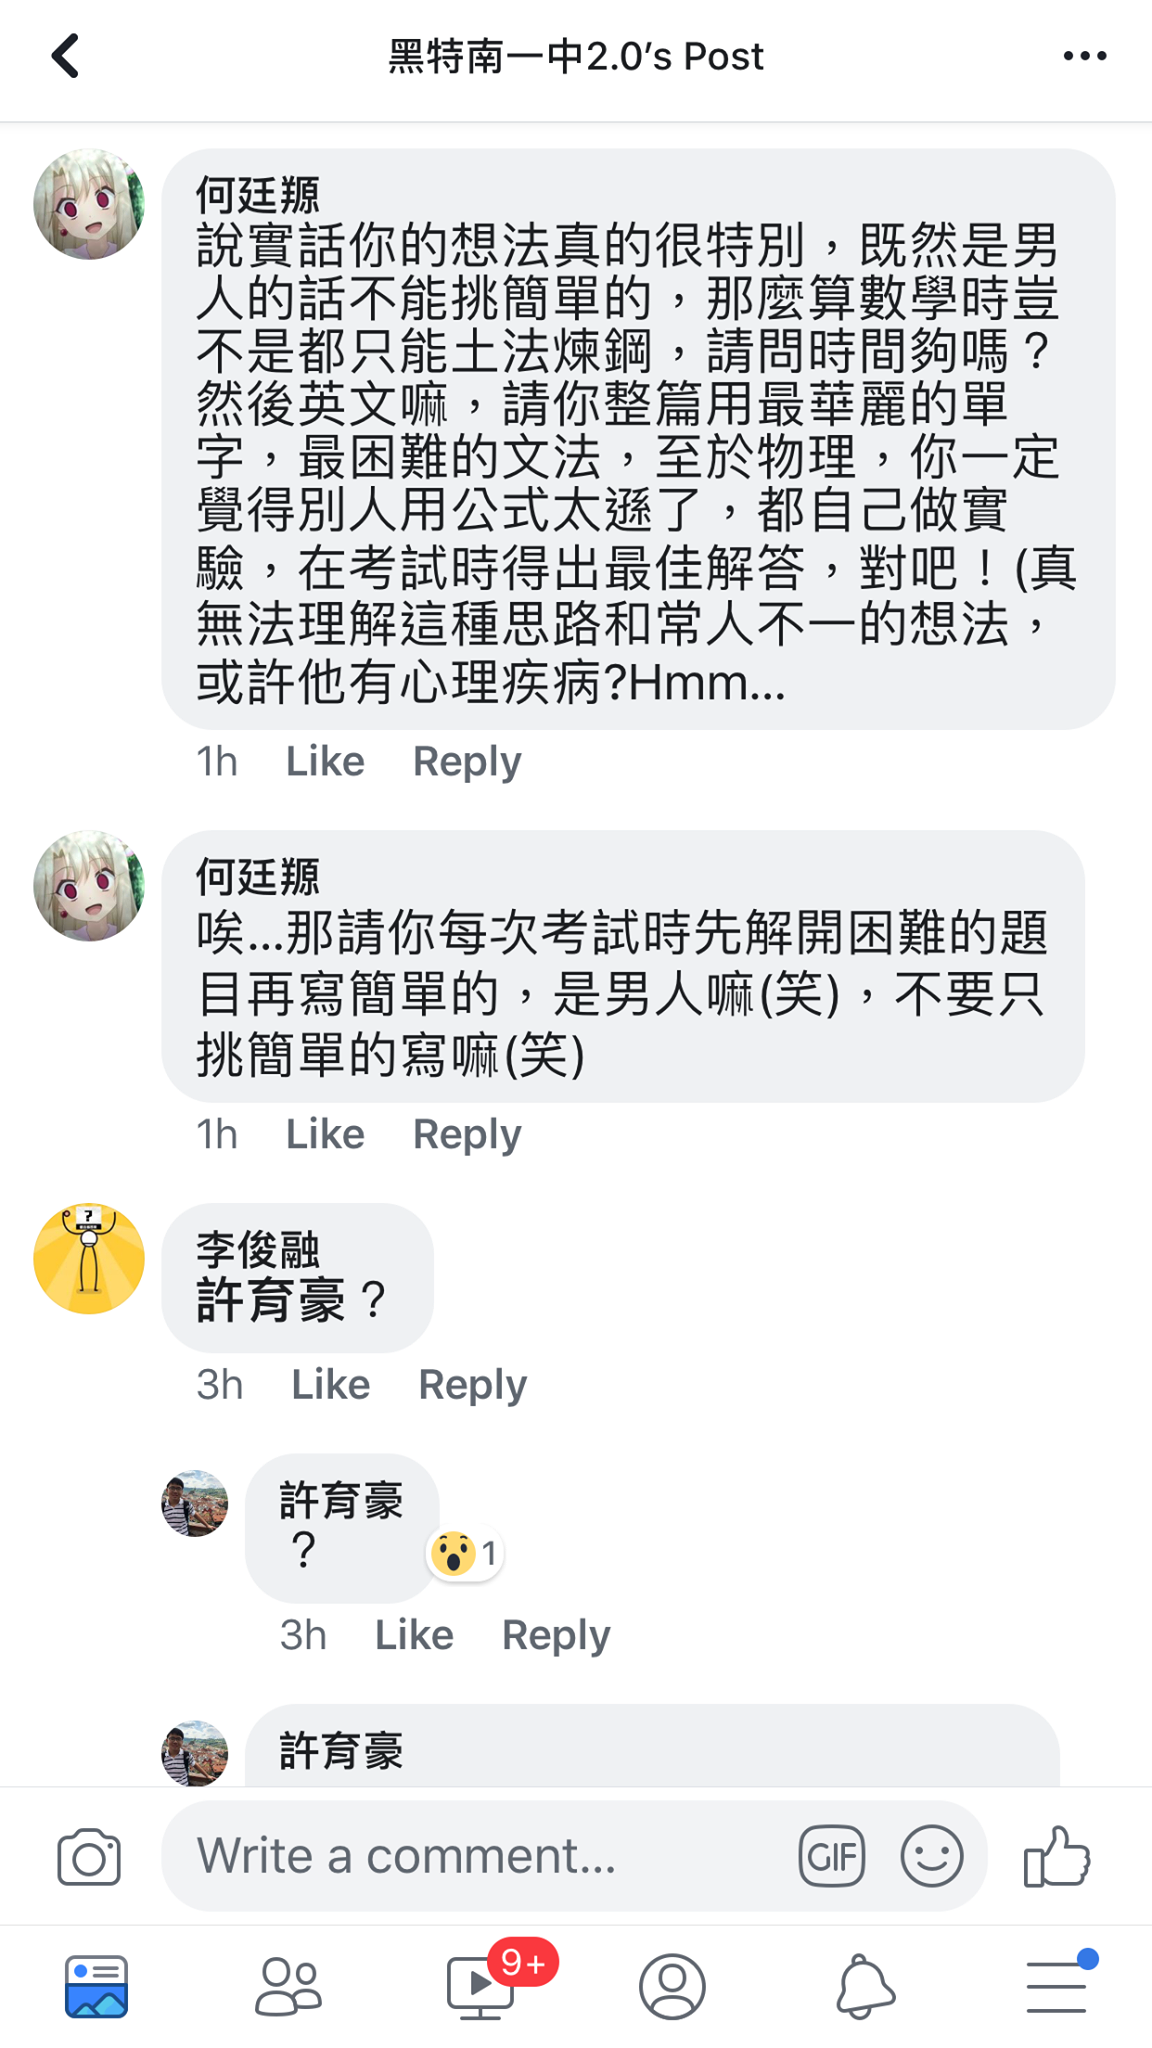 黑特南一中2.0's Post
何廷㵎
說實話你的想法真的很特別，既然是男
人的話不能挑簡單的，那麼算數學時豈
不是都只能土法煉鋼，請問時間夠嗎？
然後英文嘛，請你整篇用最華麗的單
字，最困難的文法，至於物理，你一定
覺得別人用公式太遜了，都自己做實
驗，在考試時得出最佳解答，對吧！(真
無法理解這種思路和常人不一的想法，
或許他有心理疾病?Hmm...
1h Like Reply
何廷
唉...那請你每次考試時先解開困難的題
目再寫簡單的，是男人嘛(笑)，不要只
挑簡單的寫嘛(笑)
1h Like Reply
李俊融
許育豪？
3h Like Reply
許育豪
？
1
3h Like Reply
許育豪
Write a comment...
GIF
9+